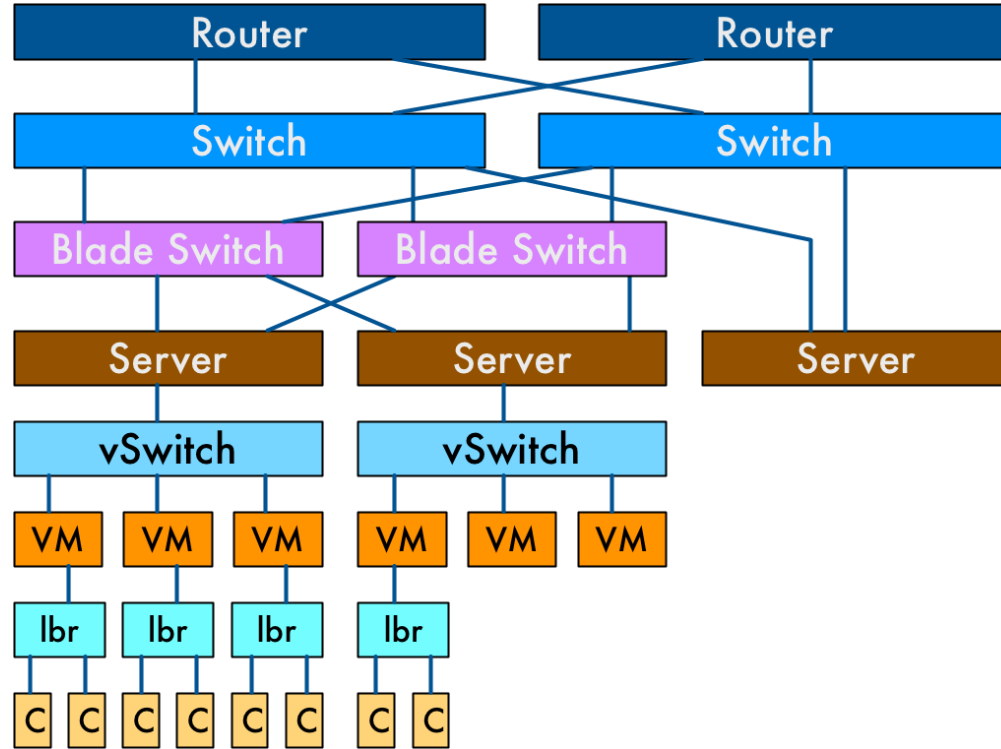 Router Router
Switch Switch
Blade Switch Blade Switch
Server Server Server
vSwitch vSwitch
VM VM VM VM VM VM
lbr lbr lbr lbr
C C C C C C C C